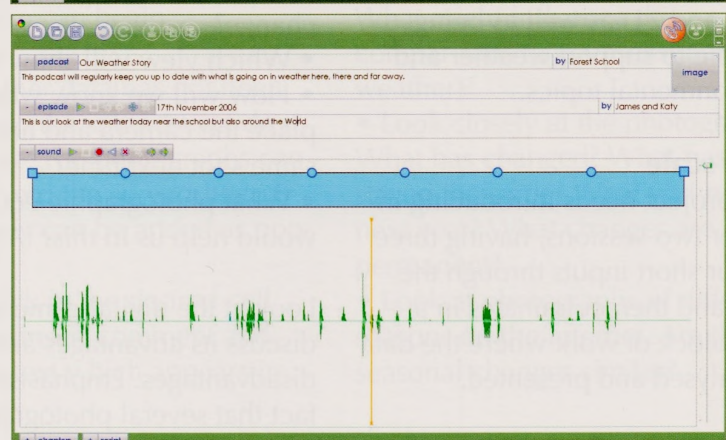 - podcast Our Weather Story by Forest School image
This podcast will regularly keep you up to date with what is going on in weather here, there and far away.
- episode 17th November 2006 by James and Katy
This is our look at the weather today near the school but also around the World
- sound
+ chapters + script